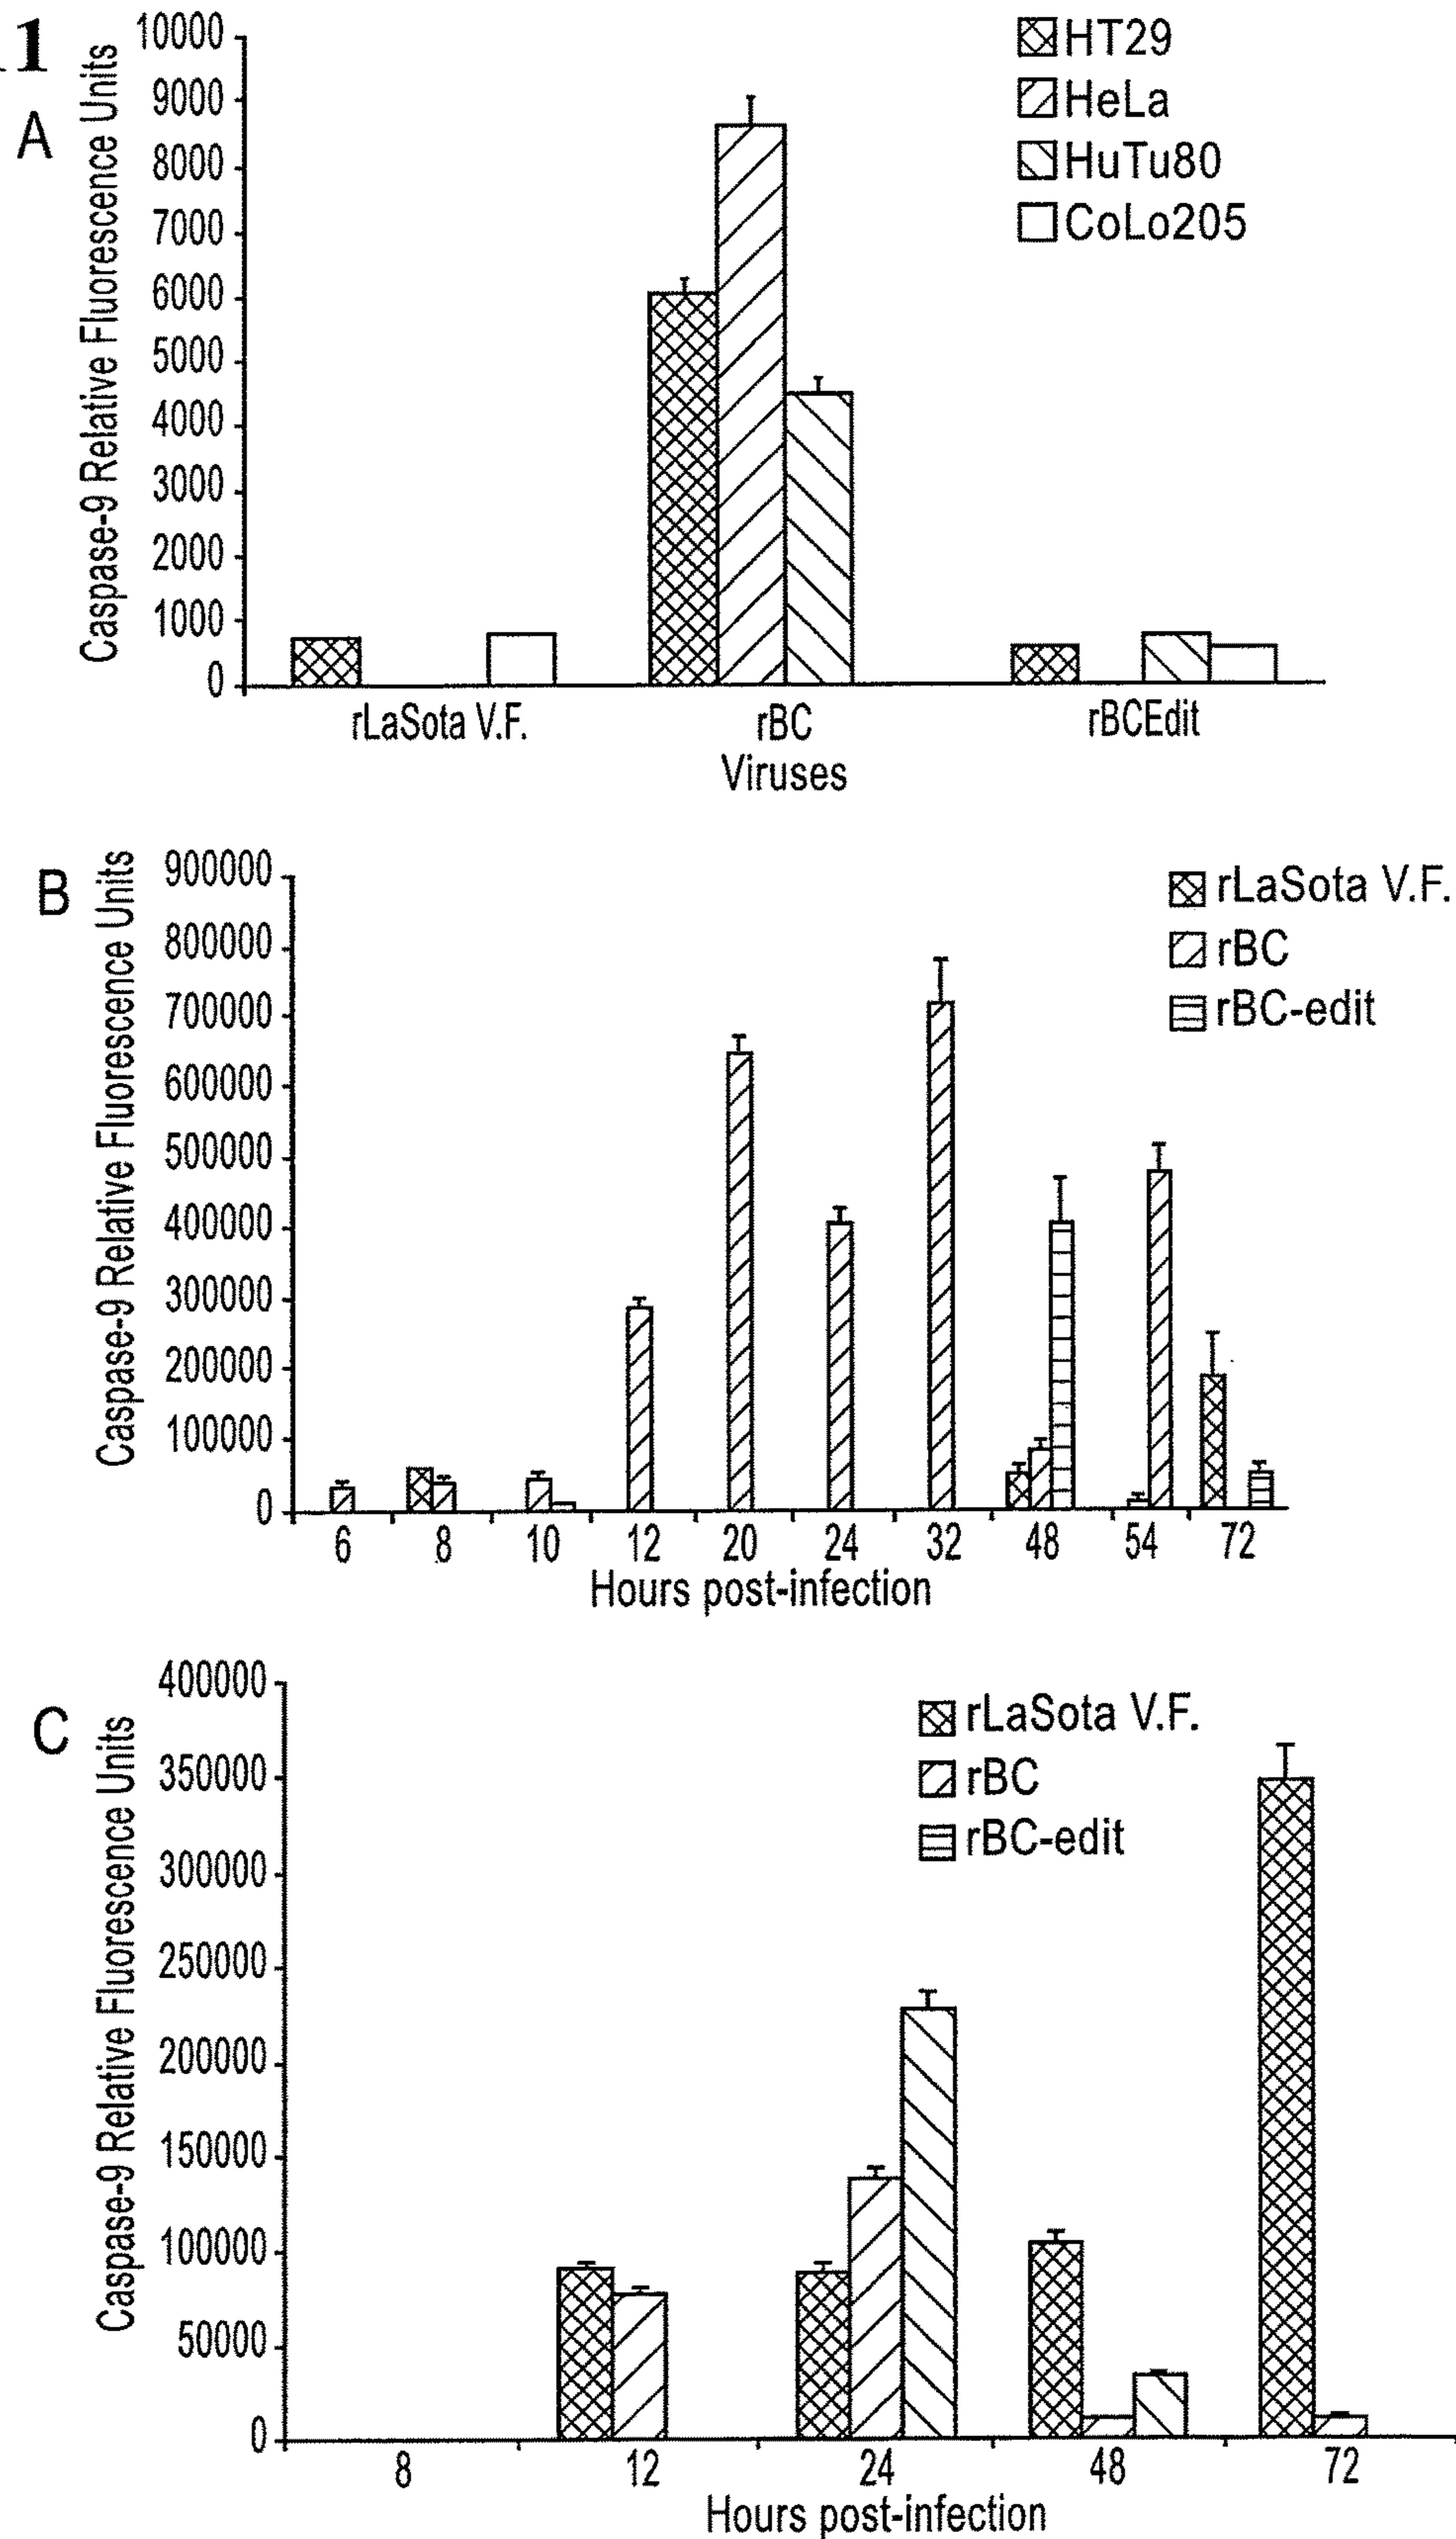 11
A
Caspase-9 Relative Fluorescence Units
10000
9000
8000
7000
6000
5000
4000
3000
2000
1000
0
HT29
HeLa
HuTu80
CoLo205
rLaSota V.F.
rBC
rBCEdit
Viruses
B
Caspase-9 Relative Fluorescence Units
900000
800000
700000
600000
500000
400000
300000
200000
100000
0
rLaSota V.F.
rBC
rBC-edit
6 8 10 12 20 24 32 48 54 72
Hours post-infection
C
Caspase-9 Relative Fluorescence Units
400000
350000
300000
250000
200000
150000
100000
50000
0
rLaSota V.F.
rBC
rBC-edit
8 12 24 48 72
Hours post-infection